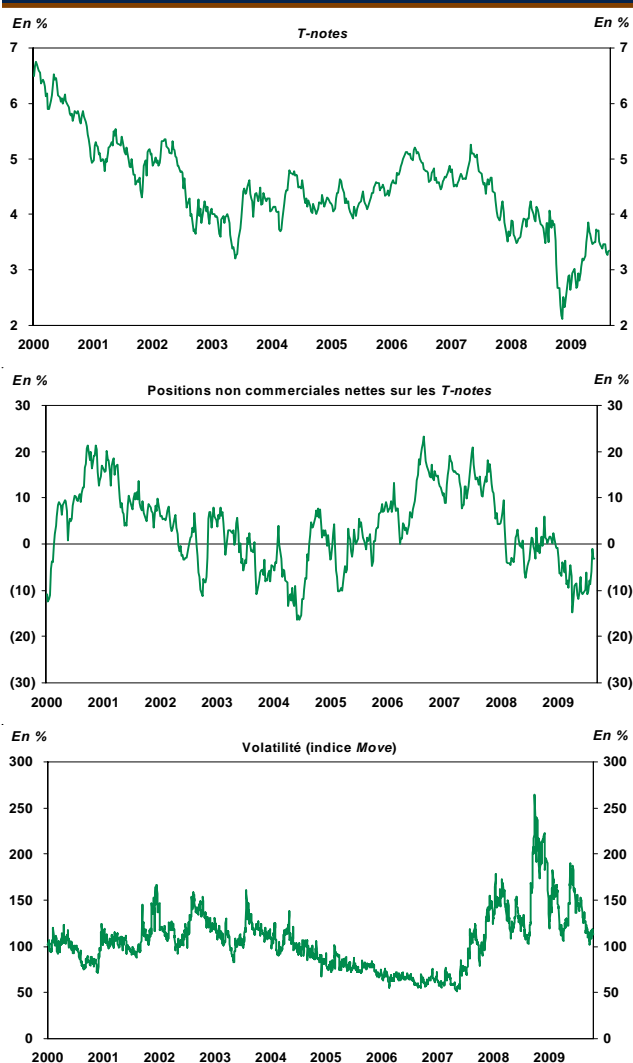 En % En %
T-notes
7 7
6 6
5 5
4 4
3 3
2 2
2000 2001 2002 2003 2004 2005 2006 2007 2008 2009
En % En %
Positions non commerciales nettes sur les T-notes
30 30
20 20
10 10
0 0
(10) (10)
(20) (20)
(30) (30)
2000 2001 2002 2003 2004 2005 2006 2007 2008 2009
En % En %
Volatilité (indice Move)
300 300
250 250
200 200
150 150
100 100
50 50
0 0
2000 2001 2002 2003 2004 2005 2006 2007 2008 2009